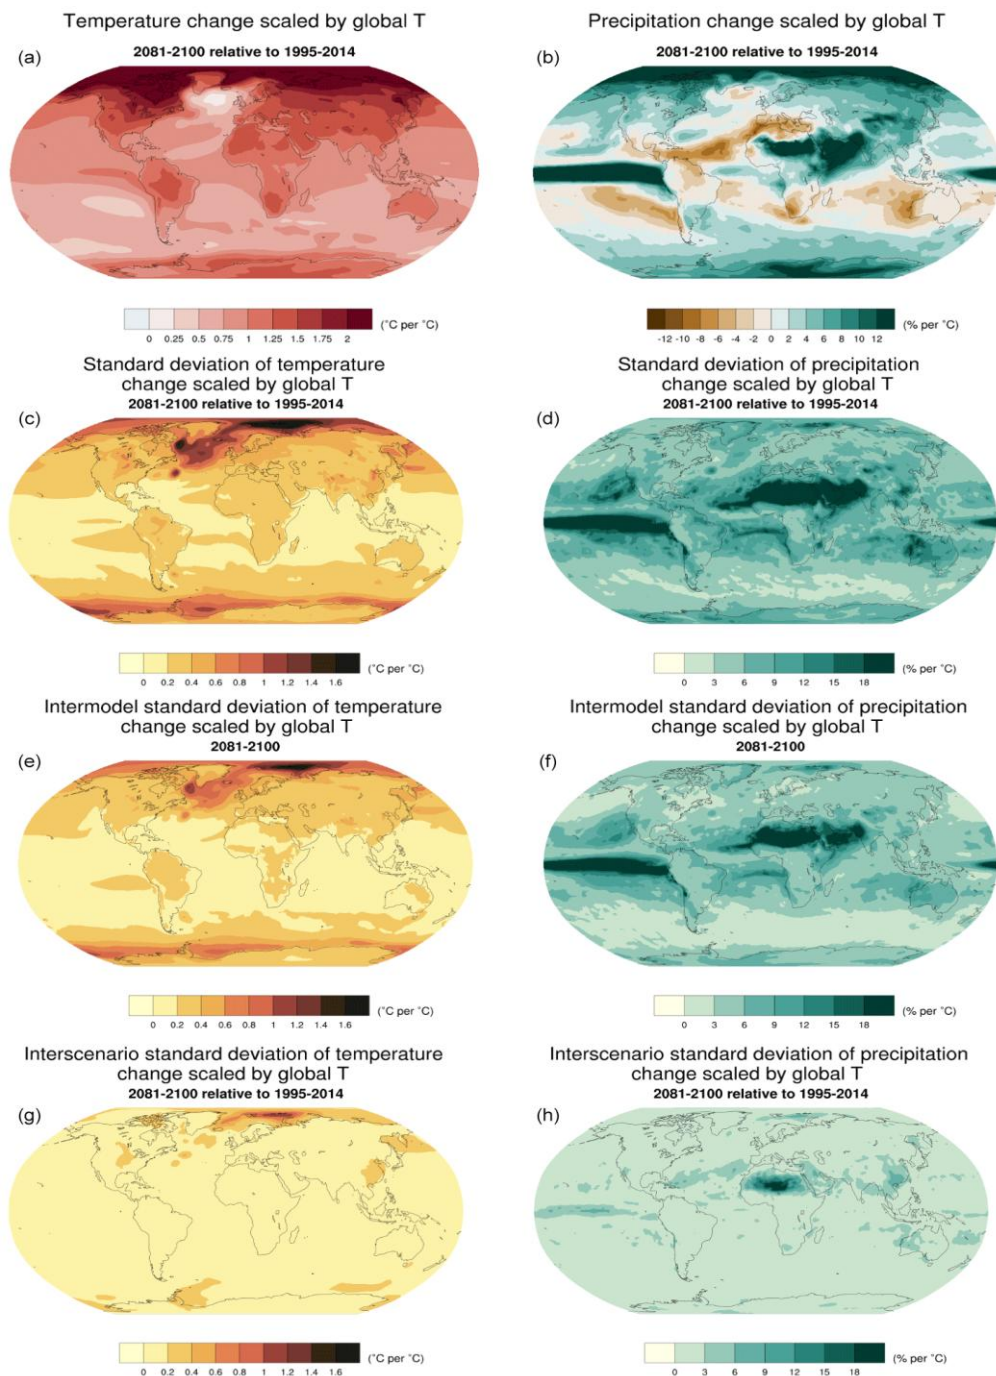 Temperature change scaled by global T
Precipitation change scaled by global T
2081-2100 relative to 1995-2014
2081-2100 relative to 1995-2014
(a)
(b)
0 0.25 0.5 0.75 1 1.25 1.5 1.75 2 (˚C per ˚C)
-12 -10 -8 -6 -4 -2 0 2 4 6 8 10 12 (% per ˚C)
Standard deviation of temperature
change scaled by global T
2081-2100 relative to 1995-2014
Standard deviation of precipitation
change scaled by global T
2081-2100 relative to 1995-2014
(c)
(d)
0 0.2 0.4 0.6 0.8 1 1.2 1.4 1.6 (˚C per ˚C)
0 3 6 9 12 15 18 (% per ˚C)
Intermodel standard deviation of temperature
change scaled by global T
2081-2100
Intermodel standard deviation of precipitation
change scaled by global T
2081-2100
(e)
(f)
0 0.2 0.4 0.6 0.8 1 1.2 1.4 1.6 (˚C per ˚C)
0 3 6 9 12 15 18 (% per ˚C)
Interscenario standard deviation of temperature
change scaled by global T
2081-2100 relative to 1995-2014
Interscenario standard deviation of precipitation
change scaled by global T
2081-2100 relative to 1995-2014
(g)
(h)
0 0.2 0.4 0.6 0.8 1 1.2 1.4 1.6 (˚C per ˚C)
0 3 6 9 12 15 18 (% per ˚C)